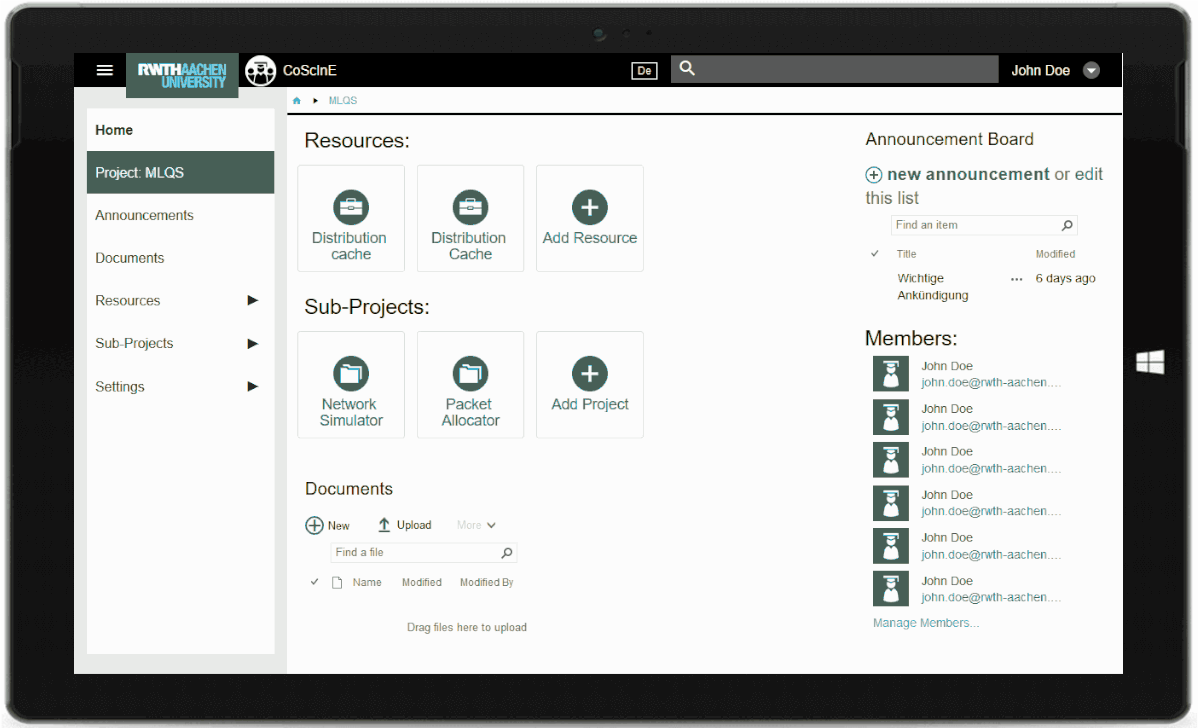 RWTHAACHEN
UNIVERSITY
CoScInE
De
John Doe
MLQS
Home
Project: MLQS
Announcements
Documents
Resources
Sub-Projects
Settings
Resources:
Distribution
cache
Distribution
Cache
Add Resource
Sub-Projects:
Network
Simulator
Packet
Allocator
Add Project
Documents
New
Upload
More
Find a file
Name
Modified
Modified By
Drag files here to upload
Announcement Board
new announcement or edit
this list
Find an item
Title
Modified
Wichtige
Ankündigung
...
6 days ago
Members:
John Doe
john.doe@rwth-aachen....
John Doe
john.doe@rwth-aachen....
John Doe
john.doe@rwth-aachen....
John Doe
john.doe@rwth-aachen....
John Doe
john.doe@rwth-aachen....
John Doe
john.doe@rwth-aachen....
Manage Members...